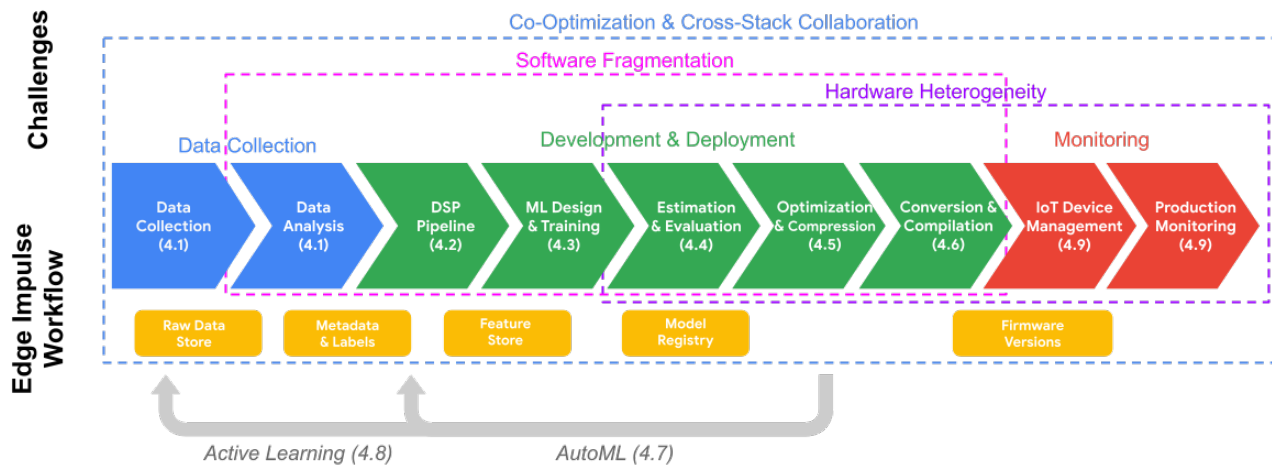 Challenges
Co-Optimization & Cross-Stack Collaboration
Software Fragmentation
Hardware Heterogeneity
Data Collection
Development & Deployment
Monitoring
Edge Impulse
Workflow
Data
Collection
(4.1)
Data
Analysis
(4.1)
DSP
Pipeline
(4.2)
ML Design
& Training
(4.3)
Estimation
& Evaluation
(4.4)
Optimization
& Compression
(4.5)
Conversion &
Compilation
(4.6)
IoT Device
Management
(4.9)
Production
Monitoring
(4.9)
Raw Data
Store
Metadata
& Labels
Feature
Store
Model
Registry
Firmware
Versions
Active Learning (4.8)
AutoML (4.7)